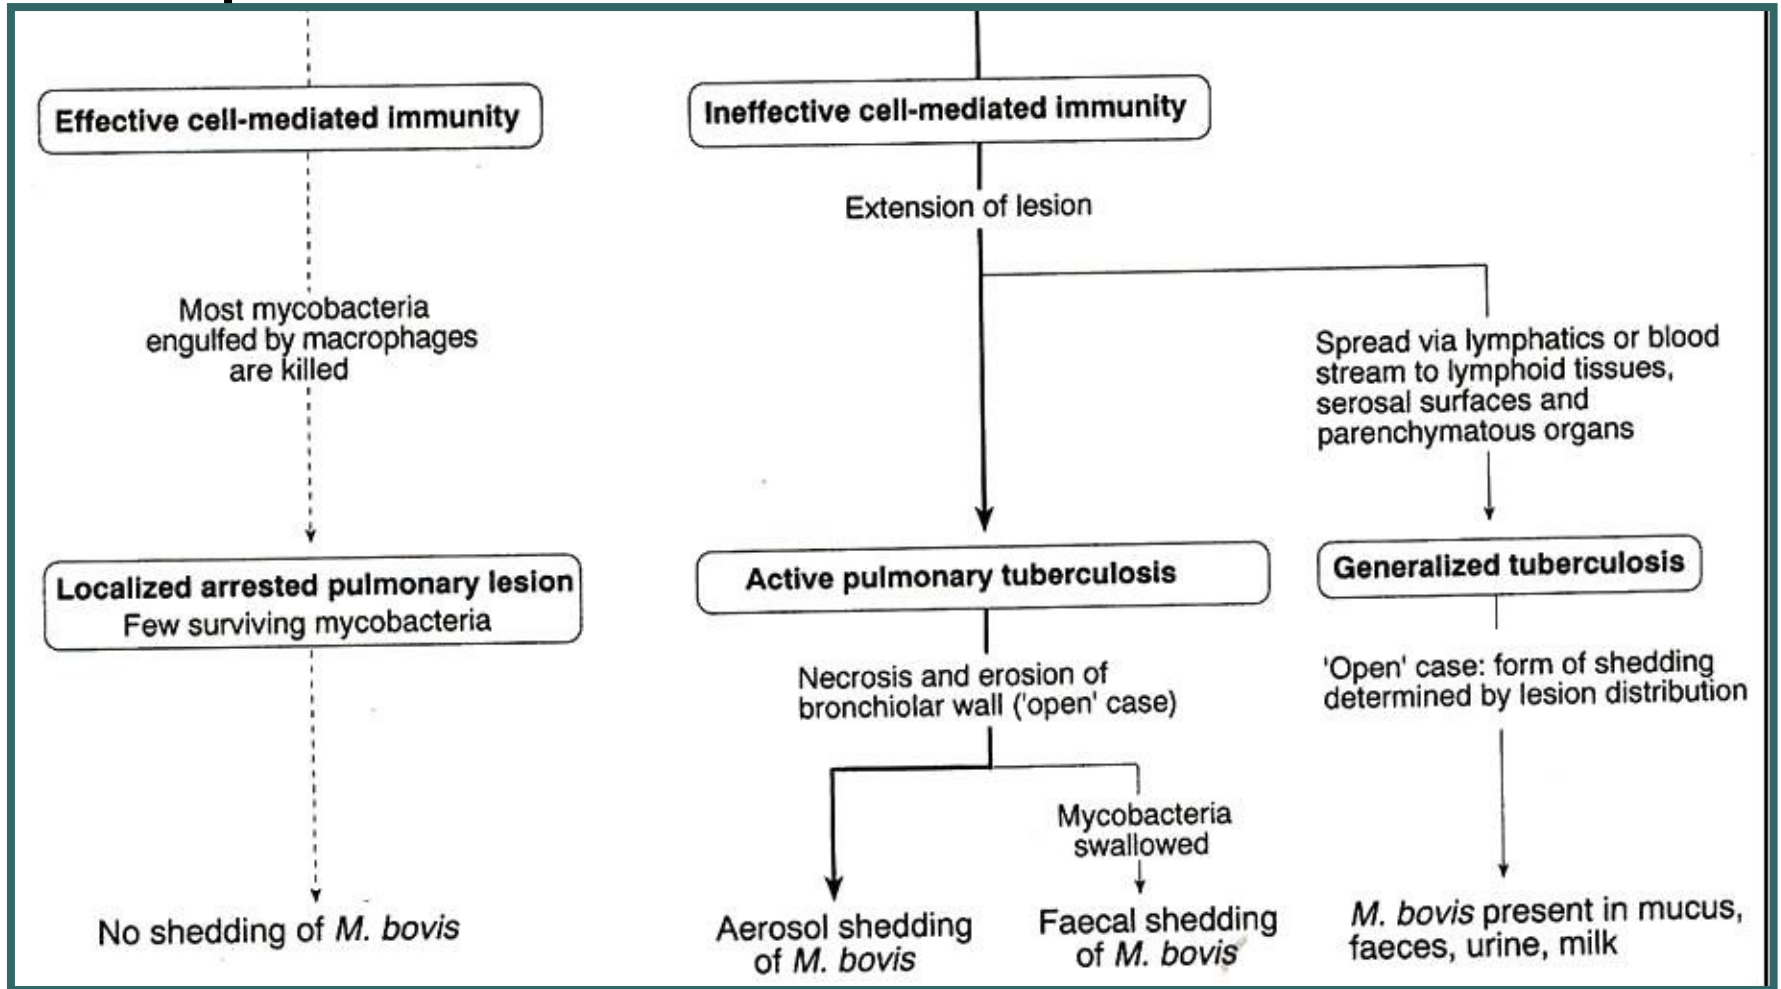 Effective cell-mediated immunity
Ineffective cell-mediated immunity
Extension of lesion
Most mycobacteria
engulfed by macrophages
are killed
Spread via lymphatics or blood
stream to lymphoid tissues,
serosal surfaces and
parenchymatous organs
Localized arrested pulmonary lesion
Few surviving mycobacteria
Active pulmonary tuberculosis
Generalized tuberculosis
Necrosis and erosion of
bronchiolar wall ('open' case)
'Open' case: form of shedding
determined by lesion distribution
Mycobacteria
swallowed
No shedding of M. bovis
Aerosol shedding
of M. bovis
Faecal shedding
of M. bovis
M. bovis present in mucus,
faeces, urine, milk